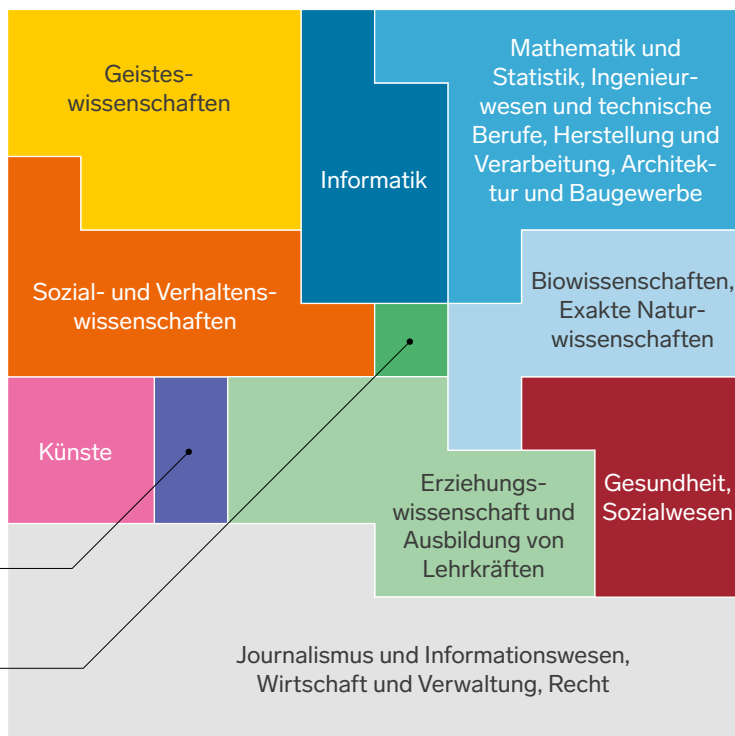 Geistes-
wissenschaften
Mathematik und
Statistik, Ingenieur-
wesen und technische
Berufe, Herstellung und
Verarbeitung, Architek-
tur und Baugewerbe
Informatik
Sozial- und Verhaltens-
wissenschaften
Biowissenschaften,
Exakte Natur-
wissenschaften
Künste
Erziehungs-
wissenschaft und
Ausbildung von
Lehrkräften
Gesundheit,
Sozialwesen
Journalismus und Informationswesen,
Wirtschaft und Verwaltung, Recht